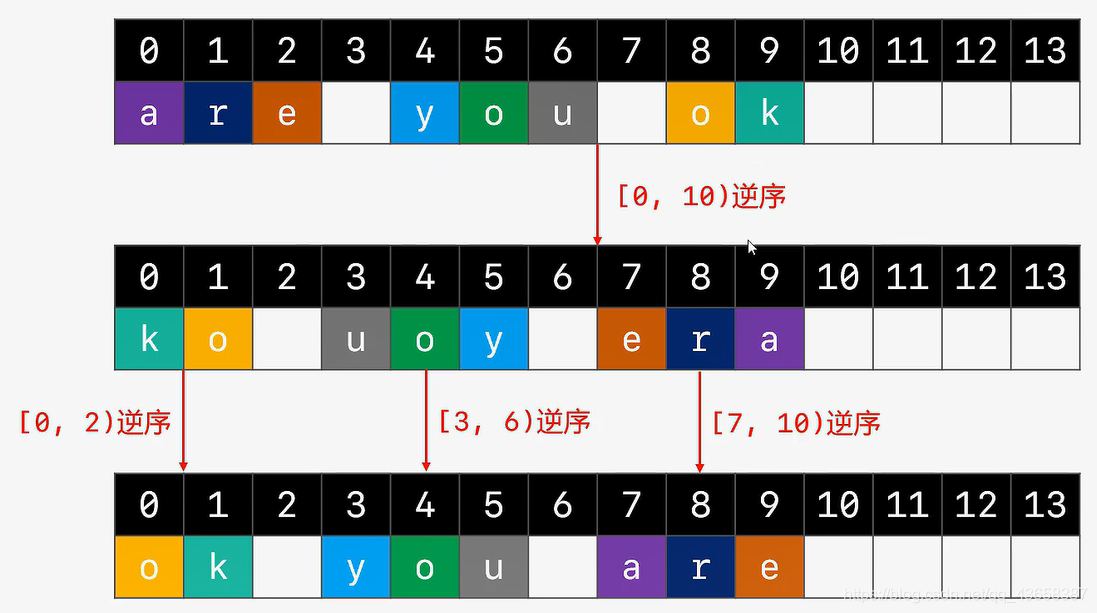 0 1 2 3 4 5 6 7 8 9 10 11 12 13
a r e y o u o k
[0, 10)逆序
0 1 2 3 4 5 6 7 8 9 10 11 12 13
k o u o y e r a
[0, 2)逆序 [3, 6)逆序 [7, 10)逆序
0 1 2 3 4 5 6 7 8 9 10 11 12 13
o k y o u a r e
https://blog.csdn.net/qq_43653387